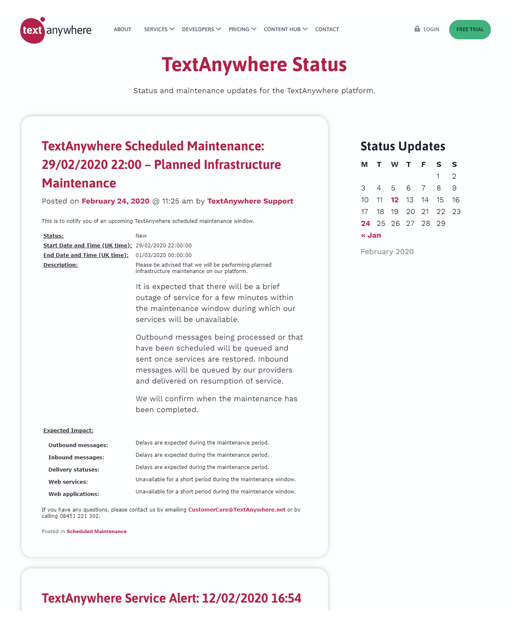 textanywhere
ABOUT SERVICES DEVELOPERS PRICING CONTENT HUB CONTACT LOGIN FREE TRIAL
TextAnywhere Status
Status and maintenance updates for the TextAnywhere platform.
TextAnywhere Scheduled Maintenance:
29/02/2020 22:00 – Planned Infrastructure
Maintenance
Posted on February 24, 2020 @ 11:25 am by TextAnywhere Support
This is to notify you of an upcoming TextAnywhere scheduled maintenance window.
Status: New
Start Date and Time (UK time): 29/02/2020 22:00:00
End Date and Time (UK time): 01/03/2020 00:00:00
Description: Please be advised that we will be performing planned
infrastructure maintenance on our platform.
It is expected that there will be a brief
outage of service for a few minutes within
the maintenance window during which our
services will be unavailable.
Outbound messages being processed or that
have been scheduled will be queued and
sent once services are restored. Inbound
messages will be queued by our providers
and delivered on resumption of service.
We will confirm when the maintenance has
been completed.
Expected Impact:
Outbound messages: Delays are expected during the maintenance period.
Inbound messages: Delays are expected during the maintenance period.
Delivery statuses: Delays are expected during the maintenance period.
Web services: Unavailable for a short period during the maintenance window.
Web applications: Unavailable for a short period during the maintenance window.
If you have any questions, please contact us by emailing CustomerCare@TextAnywhere.net or by
calling 08451 221 302.
Posted in Scheduled Maintenance
TextAnywhere Service Alert: 12/02/2020 16:54
Status Updates
M T W T F S S
1 2
3 4 5 6 7 8 9
10 11 12 13 14 15 16
17 18 19 20 21 22 23
24 25 26 27 28 29
« Jan
February 2020